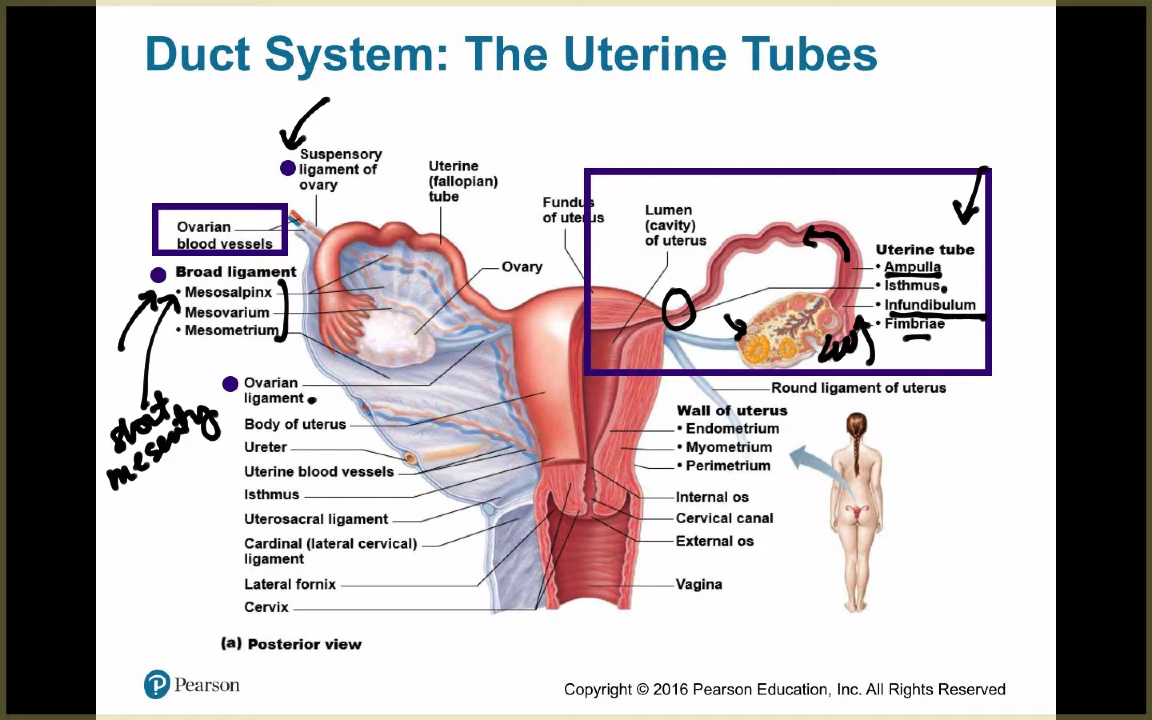 Duct System: The Uterine Tubes
Suspensory
ligament of
ovary
Uterine
(fallopian)
tube
Fundus
of uterus
Lumen
(cavity)
of uterus
Ovarian
blood vessels
Uterine tube
• Ampulla
• Isthmus
• Infundibulum
• Fimbriae
Broad ligament
• Mesosalpinx
• Mesovarium
• Mesometrium
Ovary
Ovarian
ligament
Round ligament of uterus
Body of uterus
Ureter
Uterine blood vessels
Isthmus
Uterosacral ligament
Cardinal (lateral cervical)
ligament
Lateral fornix
Cervix
Wall of uterus
• Endometrium
• Myometrium
• Perimetrium
Internal os
Cervical canal
External os
Vagina
short
mesentry
(a) Posterior view
P Pearson
Copyright © 2016 Pearson Education, Inc. All Rights Reserved